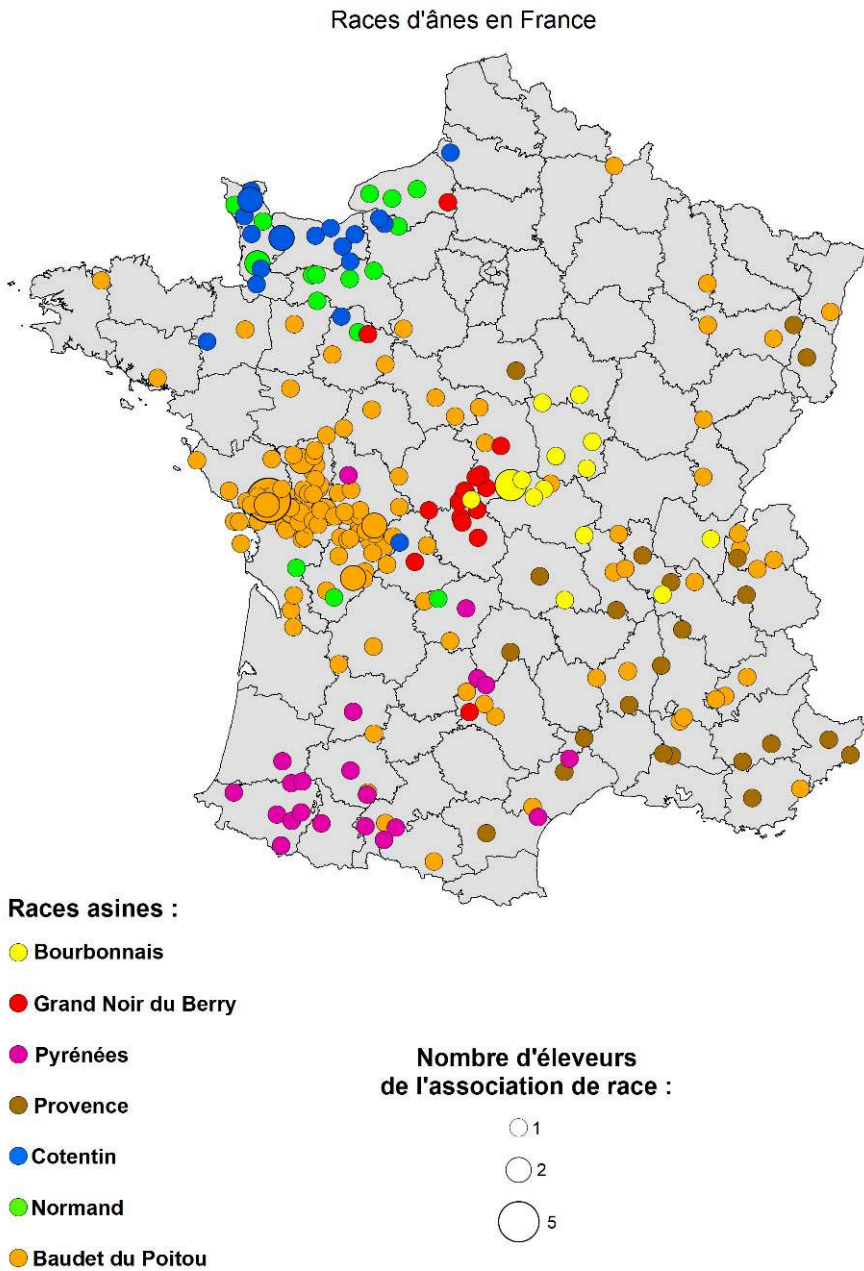 Races d'ânes en France
Races asines :
Bourbonnais
Grand Noir du Berry
Pyrénées
Provence
Cotentin
Normand
Baudet du Poitou
Nombre d'éleveurs
de l'association de race :
1
2
5